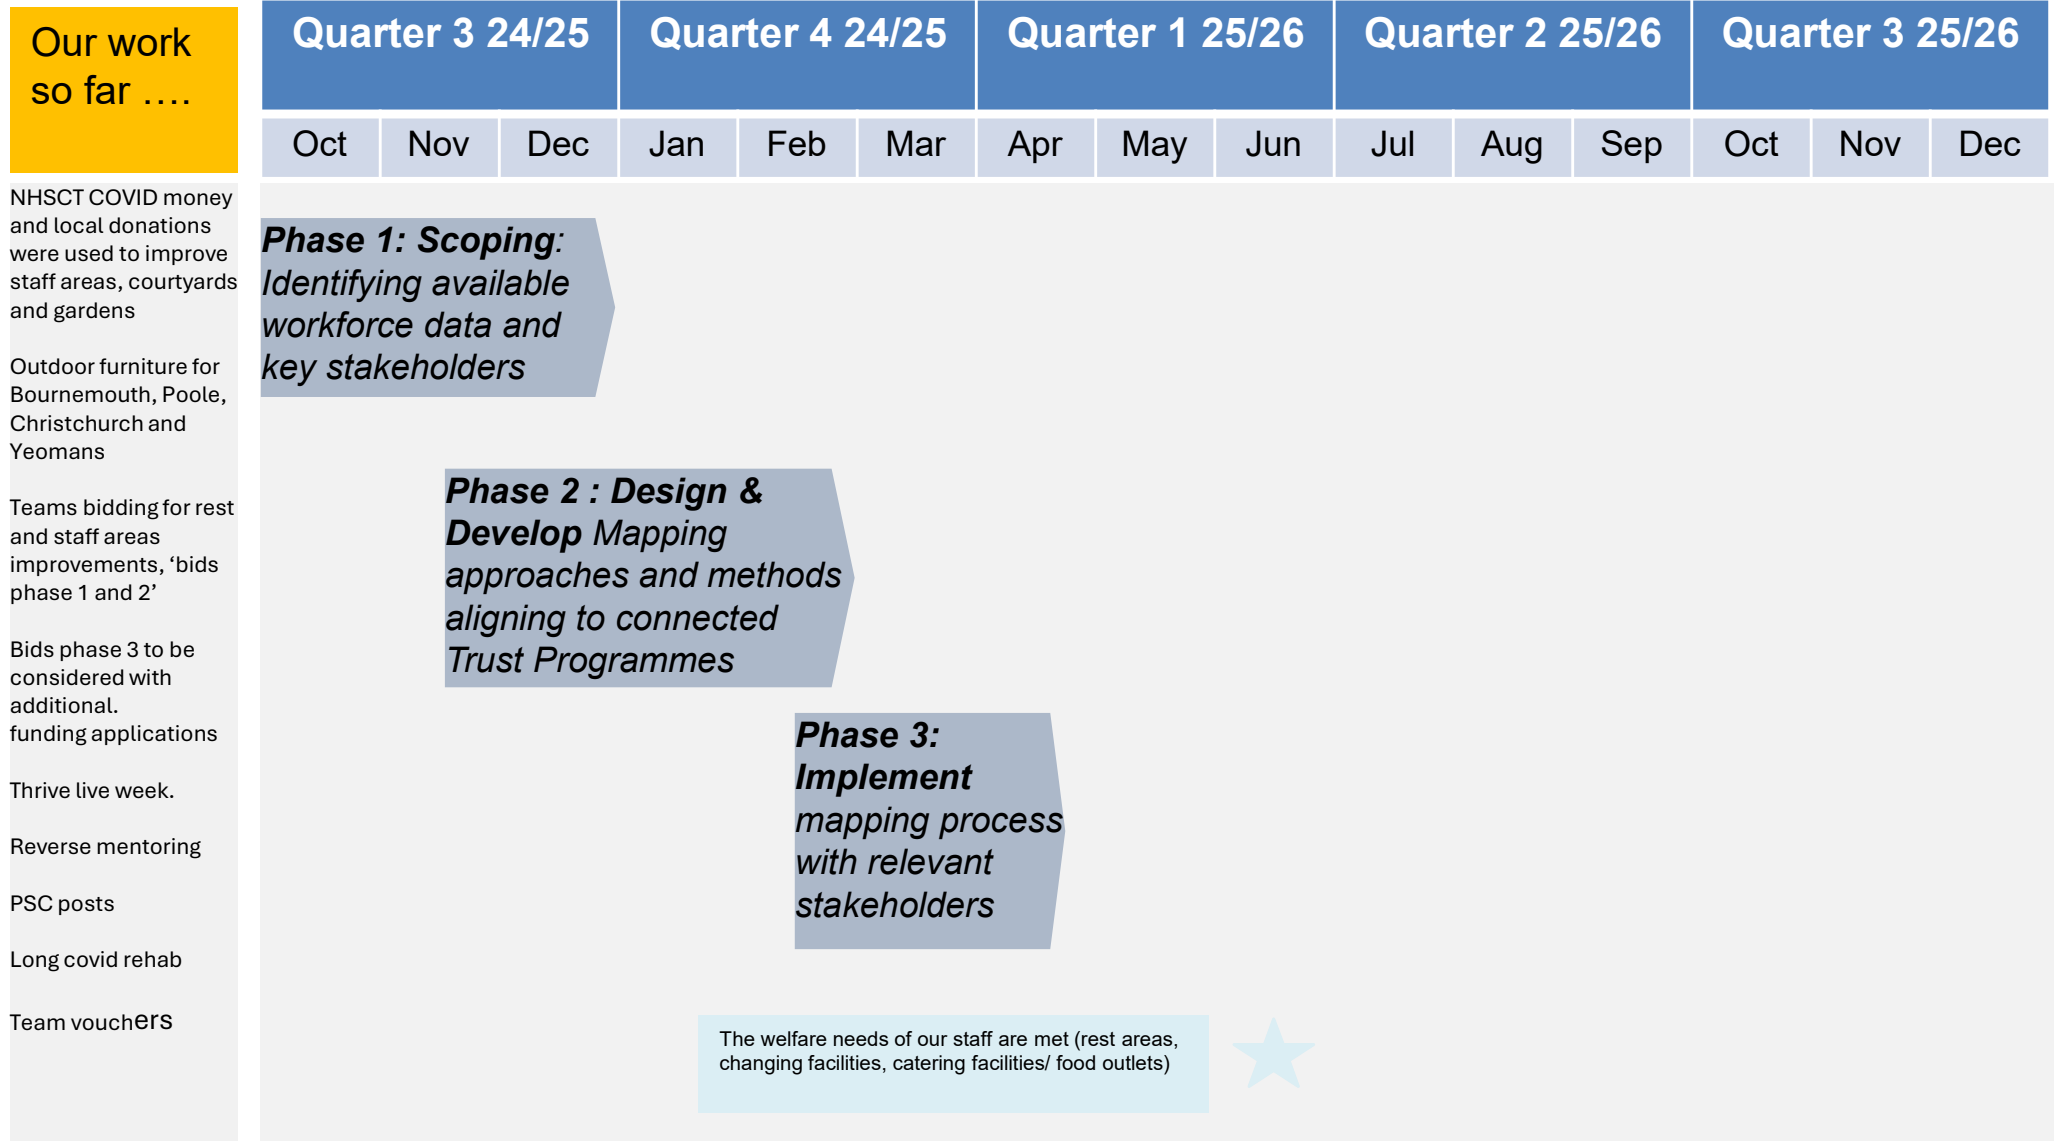 Our work
so far ….
Quarter 3 24/25
Quarter 4 24/25
Quarter 1 25/26
Quarter 2 25/26
Quarter 3 25/26
Oct
Nov
Dec
Jan
Feb
Mar
Apr
May
Jun
Jul
Aug
Sep
Oct
Nov
Dec
NHSCT COVID money
and local donations
were used to improve
staff areas, courtyards
and gardens
Outdoor furniture for
Bournemouth, Poole,
Christchurch and
Yeomans
Teams bidding for rest
and staff areas
improvements, ‘bids
phase 1 and 2’
Bids phase 3 to be
considered with
additional.
funding applications
Thrive live week.
Reverse mentoring
PSC posts
Long covid rehab
Team vouchers
Phase 1: Scoping:
Identifying available
workforce data and
key stakeholders
Phase 2 : Design &
Develop Mapping
approaches and methods
aligning to connected
Trust Programmes
Phase 3:
Implement
mapping process
with relevant
stakeholders
The welfare needs of our staff are met (rest areas,
changing facilities, catering facilities/ food outlets)